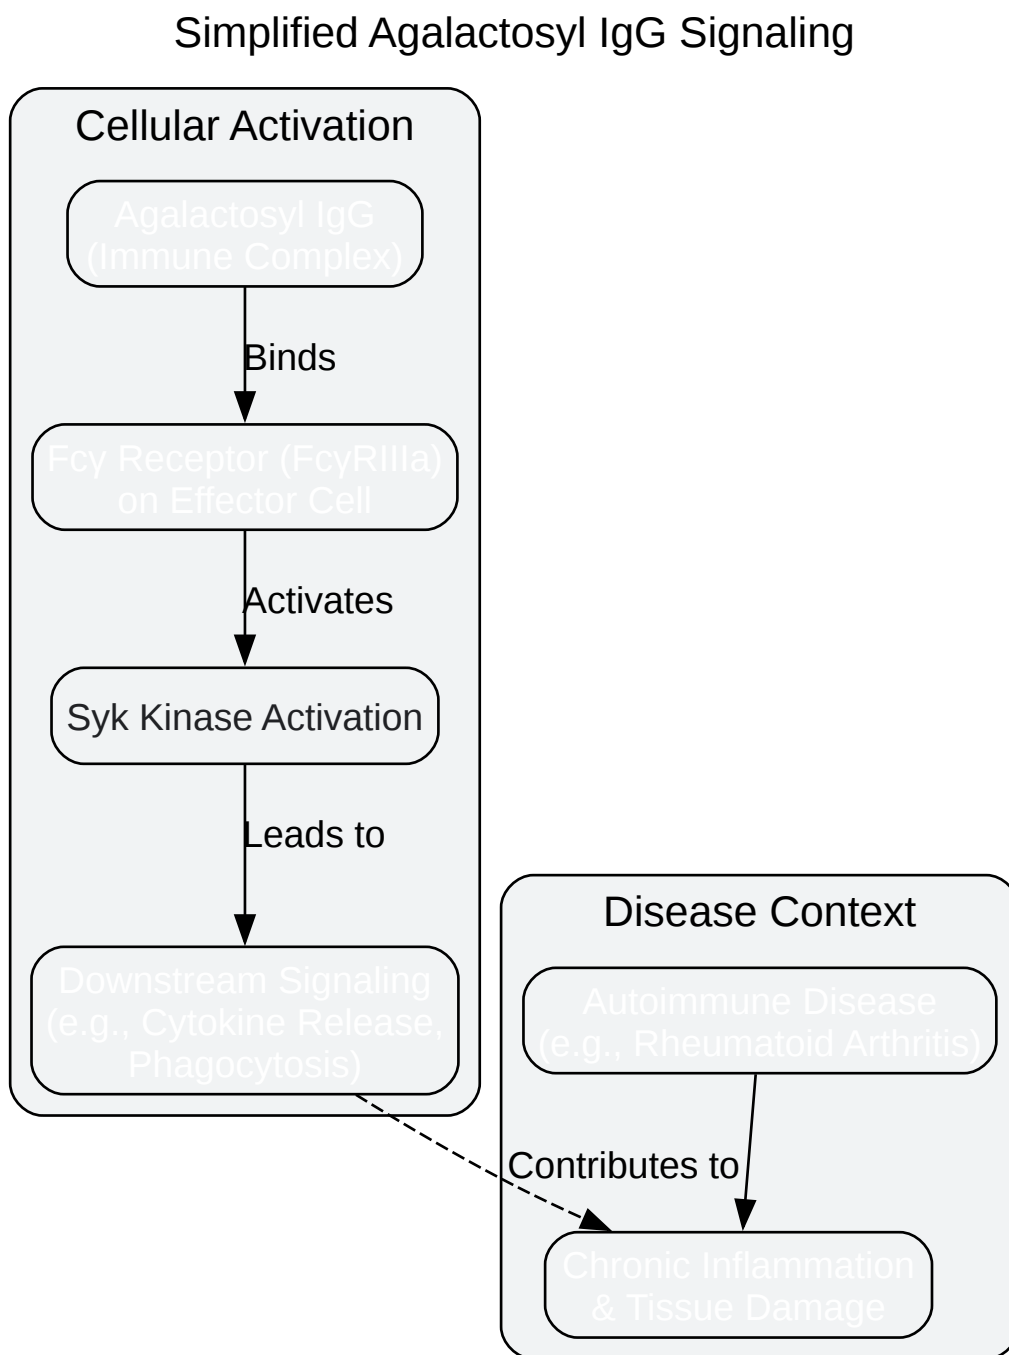 Simplified Agalactosyl IgG Signaling
Cellular Activation
Agalactosyl IgG
(Immune Complex)
Binds
Fcγ Receptor (FcγRIIIa)
on Effector Cell
Activates
Syk Kinase Activation
Leads to
Downstream Signaling
(e.g., Cytokine Release,
Phagocytosis)
Disease Context
Autoimmune Disease
(e.g., Rheumatoid Arthritis)
Contributes to
Chronic Inflammation
& Tissue Damage